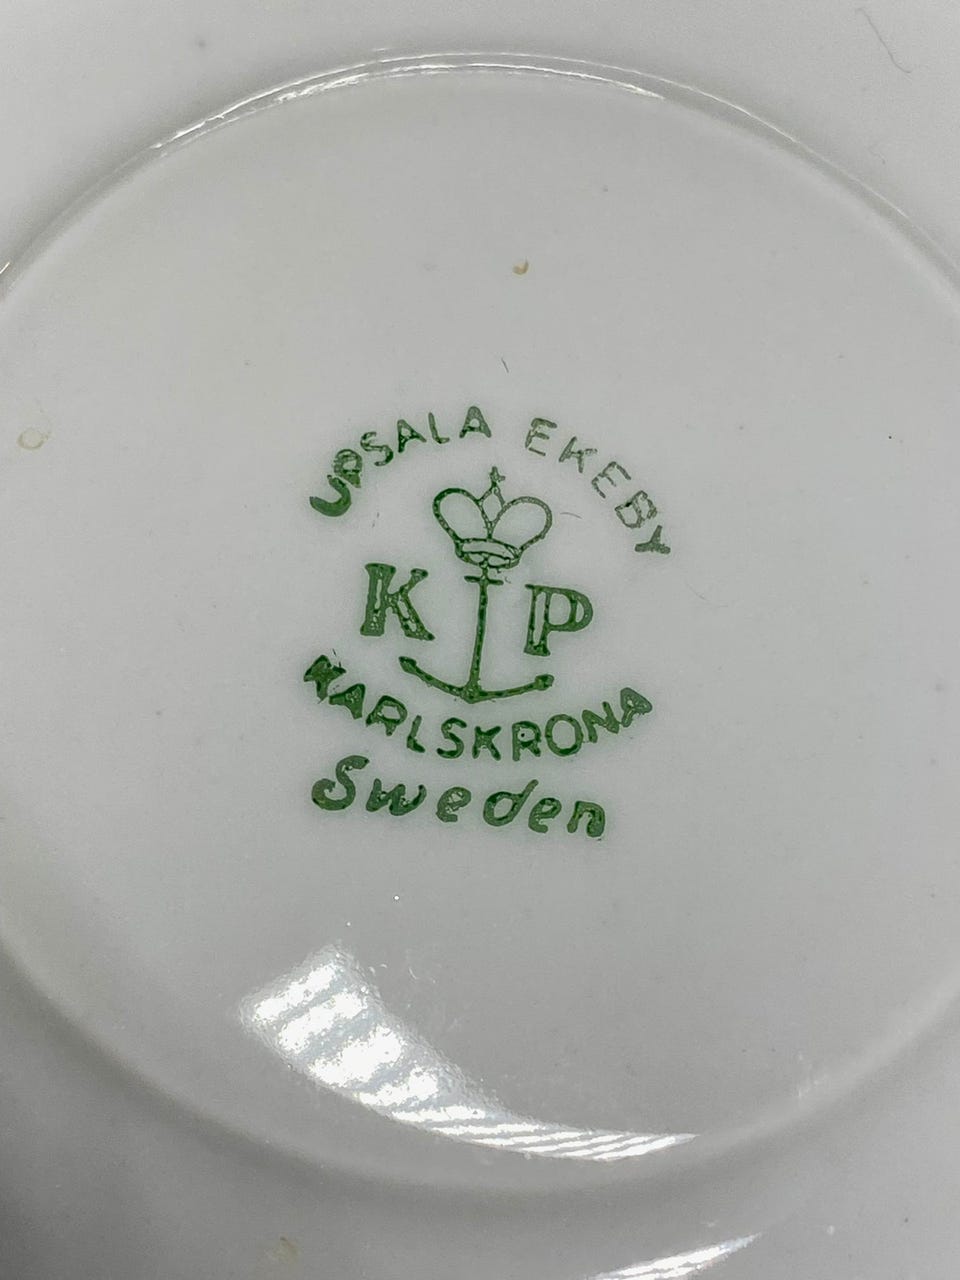 UPSALA EKEBY
K P
KARLSKRONA
Sweden